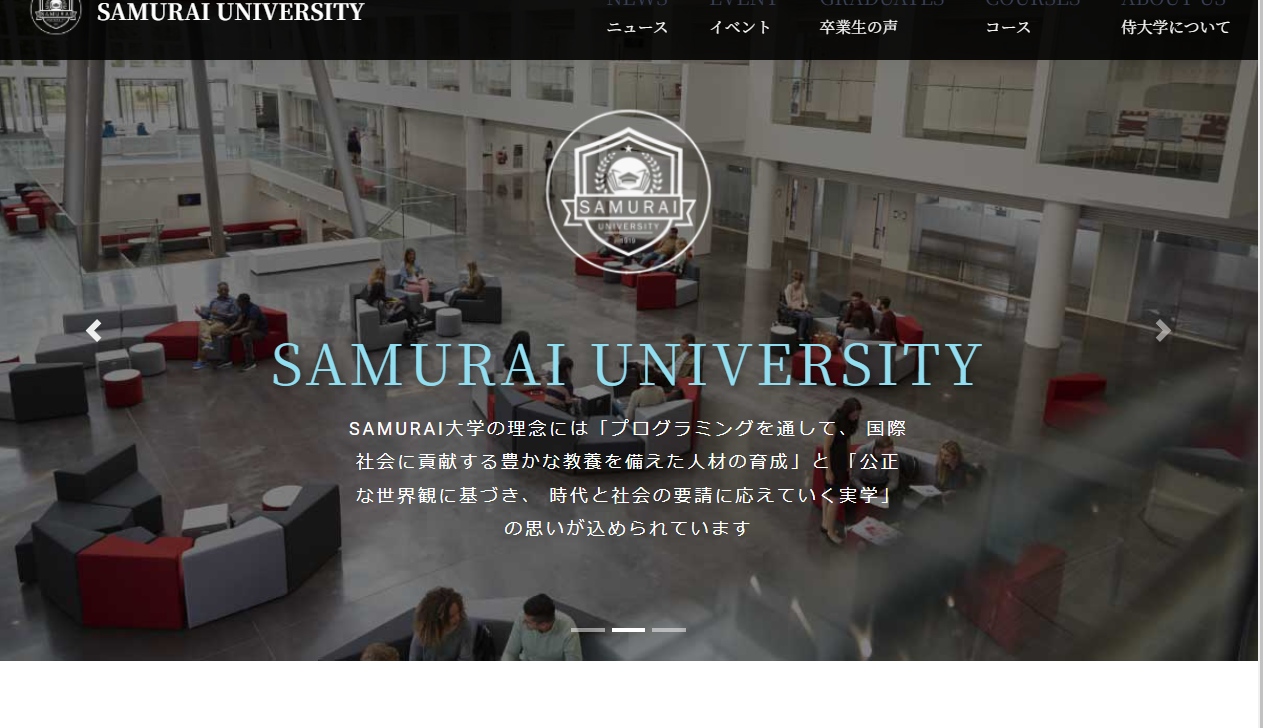 SAMURAI UNIVERSITY
NEWS EVENT GRADUATES COURSES ABOUT US
ニュース イベント 卒業生の声 コース 侍大学について
SAMURAI
UNIVERSITY
1915
SAMURAI UNIVERSITY
SAMURAI大学の理念には「プログラミングを通して、 国際
社会に貢献する豊かな教養を備えた人材の育成」と 「公正
な世界観に基づき、 時代と社会の要請に応えていく実学」
の思いが込められています